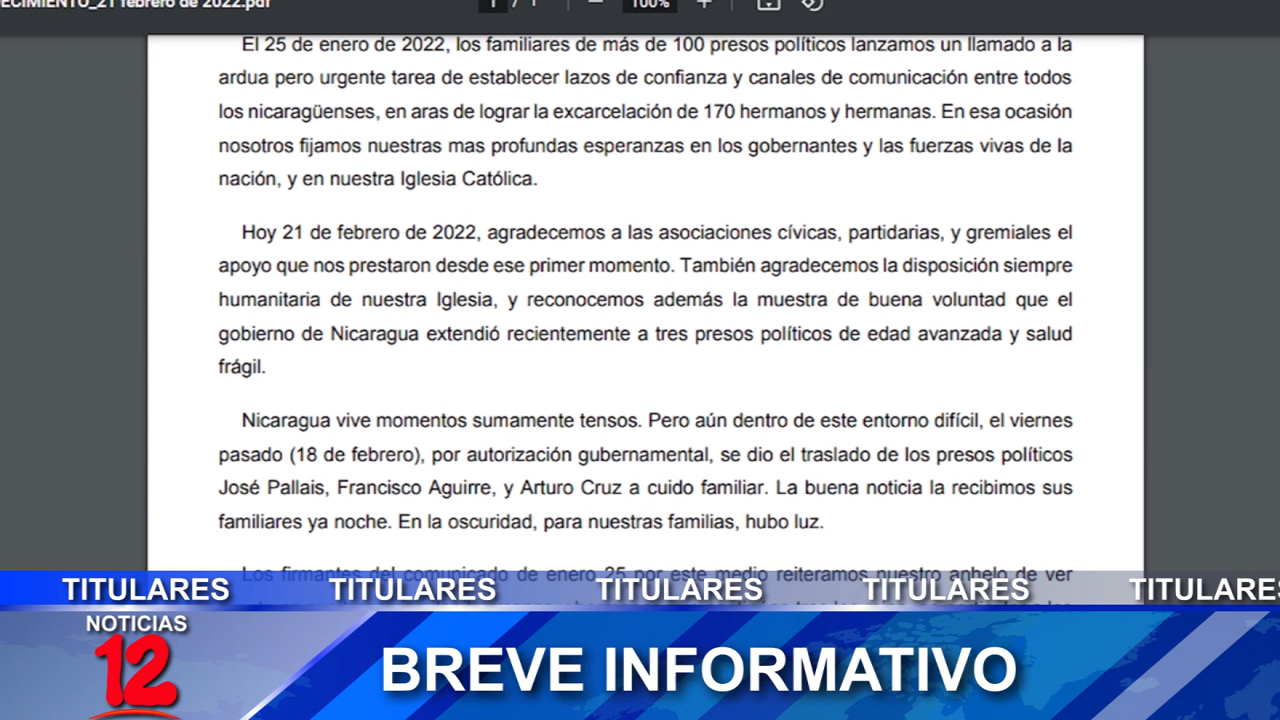 ECIMIENTO_21 febrero de 2022.pdf
1 / 1
100%
El 25 de enero de 2022, los familiares de más de 100 presos políticos lanzamos un llamado a la
ardua pero urgente tarea de establecer lazos de confianza y canales de comunicación entre todos
los nicaragüenses, en aras de lograr la excarcelación de 170 hermanos y hermanas. En esa ocasión
nosotros fijamos nuestras mas profundas esperanzas en los gobernantes y las fuerzas vivas de la
nación, y en nuestra Iglesia Católica.
Hoy 21 de febrero de 2022, agradecemos a las asociaciones cívicas, partidarias, y gremiales el
apoyo que nos prestaron desde ese primer momento. También agradecemos la disposición siempre
humanitaria de nuestra Iglesia, y reconocemos además la muestra de buena voluntad que el
gobierno de Nicaragua extendió recientemente a tres presos políticos de edad avanzada y salud
frágil.
Nicaragua vive momentos sumamente tensos. Pero aún dentro de este entorno difícil, el viernes
pasado (18 de febrero), por autorización gubernamental, se dio el traslado de los presos políticos
José Pallais, Francisco Aguirre, y Arturo Cruz a cuido familiar. La buena noticia la recibimos sus
familiares ya noche. En la oscuridad, para nuestras familias, hubo luz.
Los firmantes del comunicado de enero 25 por este medio reiteramos nuestro anhelo de ver
TITULARES TITULARES TITULARES TITULARES TITULARES
NOTICIAS
12
BREVE INFORMATIVO